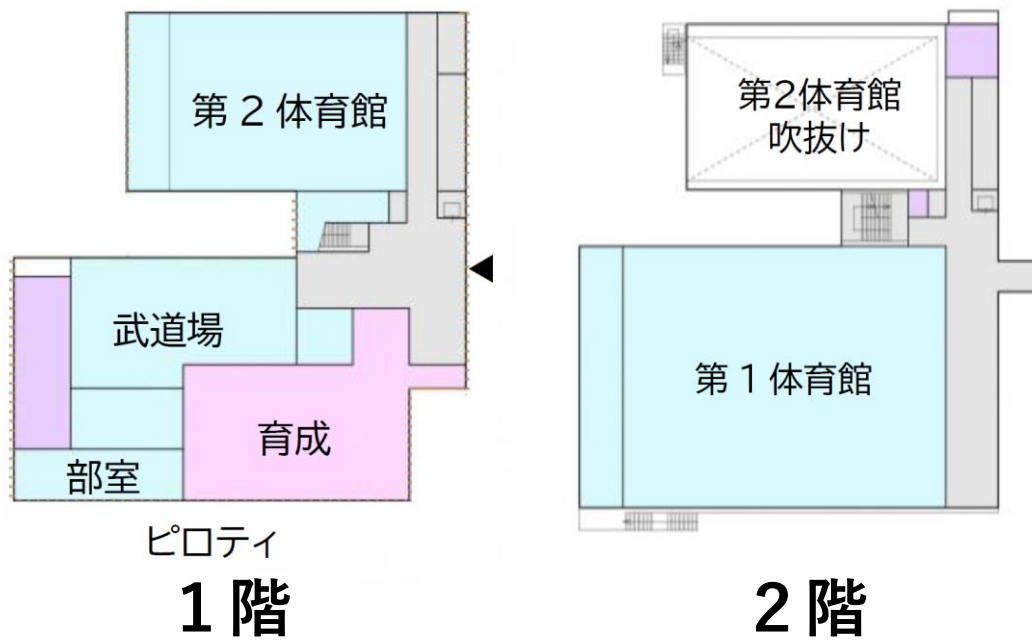 第2体育館
武道場
部室
育成
ピロティ
1階
第2体育館
吹抜け
第1体育館
2階